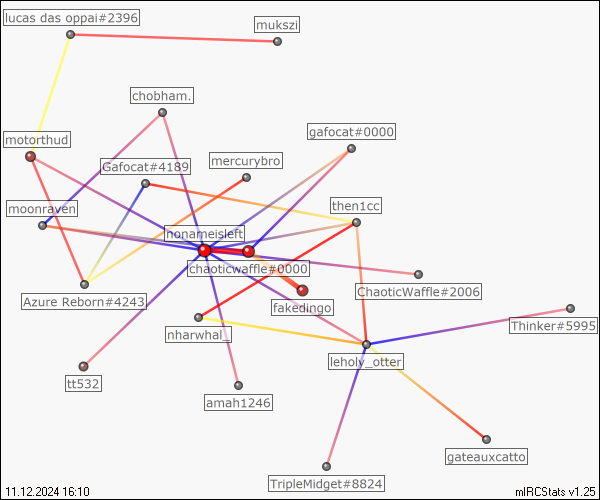 lucas das oppai#2396
mukszi
chobham.
gafocat#0000
motorthud
mercurybro
Gafocat#4189
moonraven
then1cc
honameisleft
chaoticwaffle#0000
ChaoticWaffle#2006
Azure Reborn#4243
fakedingo
Thinker#5995
nharwhal_
leholy_otter
tt532
amah1246
gateauxcatto
TripleMidget#8824
11.12.2024 16:10
mIRCStats v1.25